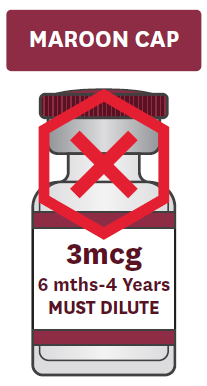 MAROON CAP
3mcg
6 mths-4 Years
MUST DILUTE